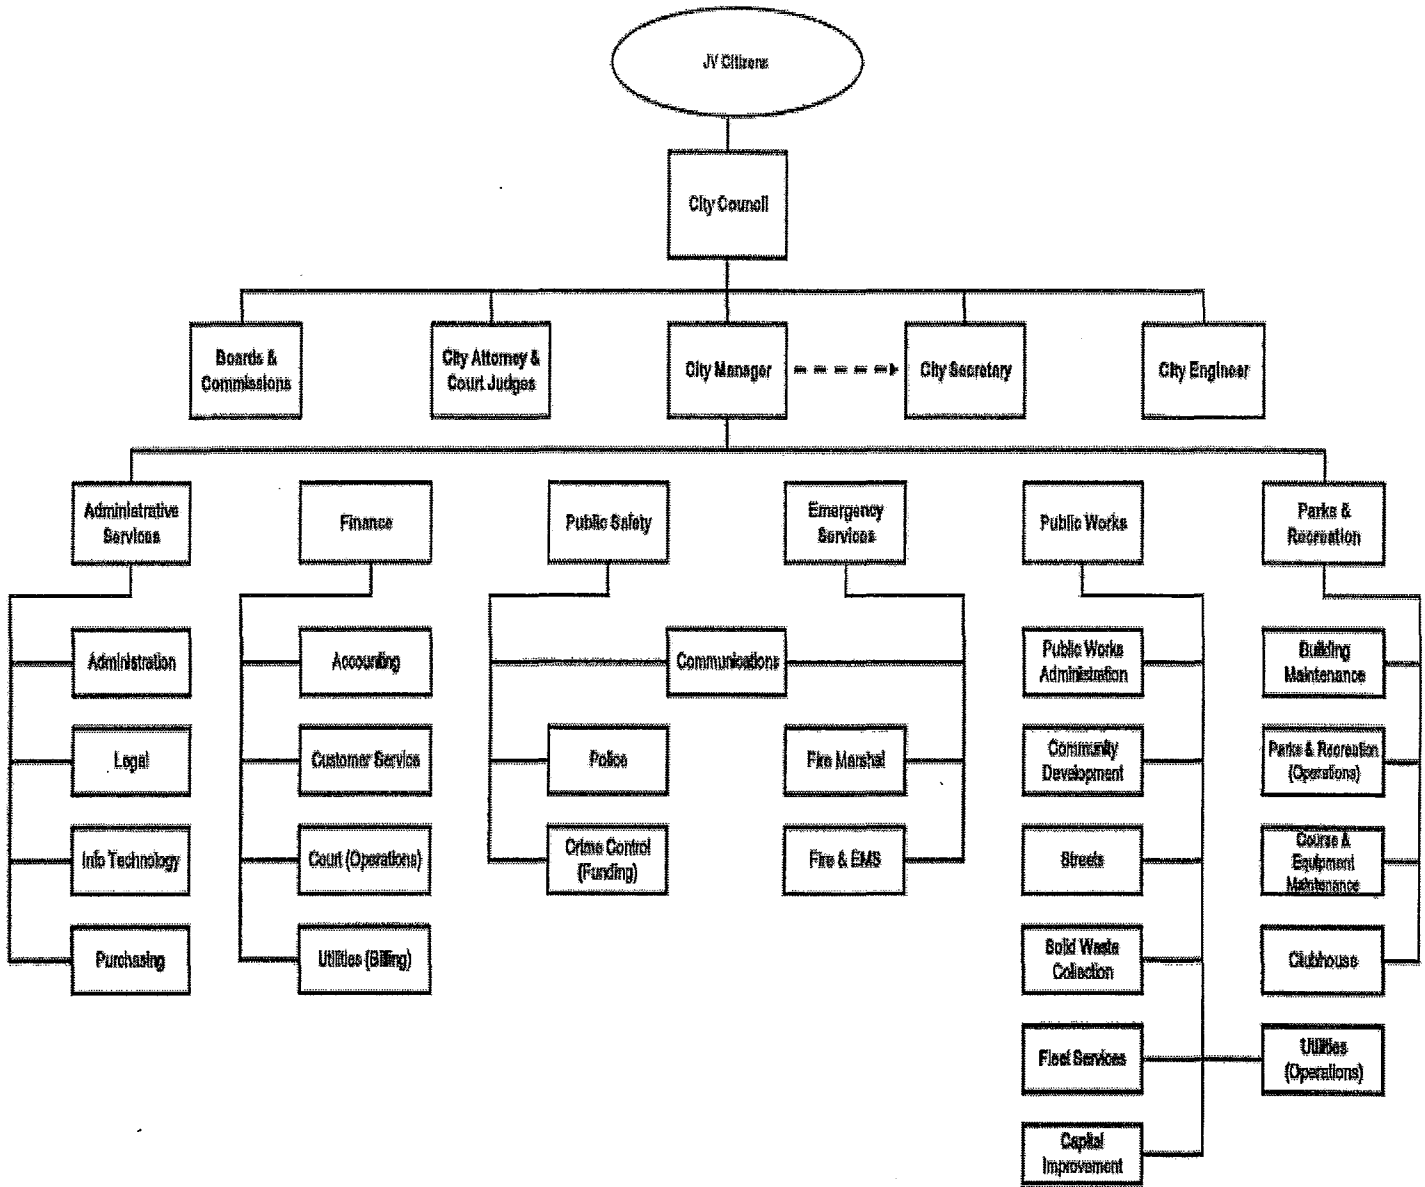 JV Citizens
City Council
Boards &
Commissions
City Attorney &
Court Judges
City Manager
City Secretary
City Engineer
Administrative
Services
Finance
Public Safety
Emergency
Services
Public Works
Parks &
Recreation
Administration
Accounting
Communications
Public Works
Administration
Building
Maintenance
Legal
Customer Service
Police
Fire Marshal
Community
Development
Parks & Recreation
(Operations)
Info Technology
Court (Operations)
Crime Control
(Funding)
Fire & EMS
Streets
Course &
Equipment
Maintenance
Purchasing
Utilities (Billing)
Solid Waste
Collection
Clubhouse
Fleet Services
Utilities
(Operations)
Capital
Improvement